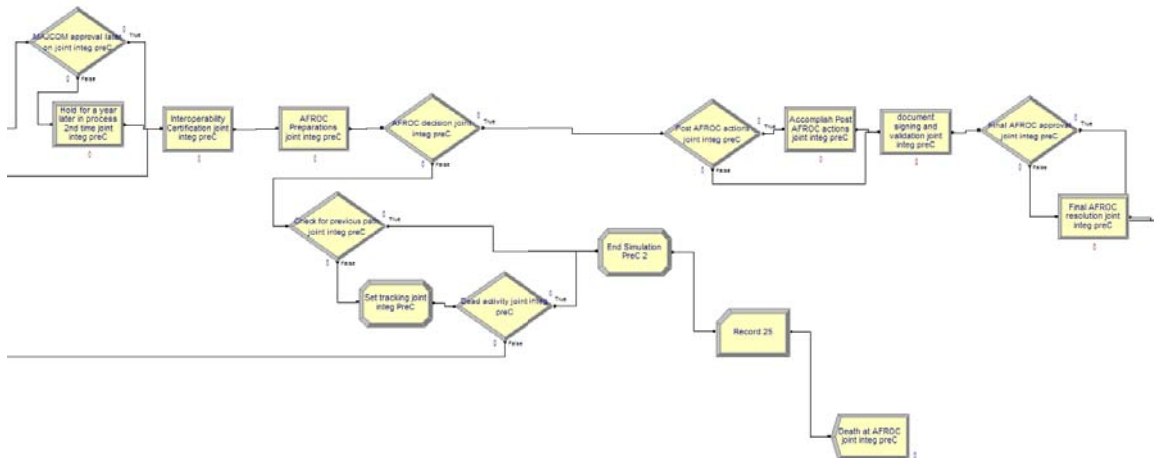 MAJCOM approval later
on joint integ preC
True
False
Hold for a year
later in process
2nd time joint
integ preC
Interoperability
Certification joint
integ preC
AFROC
Preparations
joint integ preC
AFROC decision joint
integ preC
True
False
Post AFROC actions
joint integ preC
True
False
Accomplish Post
AFROC actions
joint integ preC
document
signing and
validation joint
integ preC
Final AFROC approval
joint integ preC
True
False
Final AFROC
resolution joint
integ preC
Check for previous
joint integ preC
True
False
Set tracking joint
integ PreC
Dead activity joint integ
preC
True
False
End Simulation
PreC 2
Record 25
Death at AFROC
joint integ preC